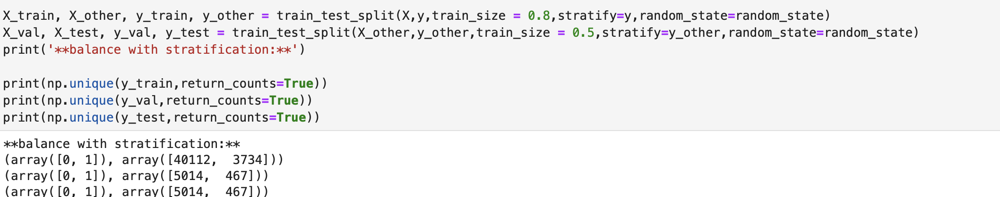 X_train, X_other, y_train, y_other = train_test_split(X,y,train_size = 0.8,stratify=y,random_state=random_state)
X_val, X_test, y_val, y_test = train_test_split(X_other,y_other,train_size = 0.5,stratify=y_other,random_state=random_state)
print('**balance with stratification:**')
print(np.unique(y_train,return_counts=True))
print(np.unique(y_val,return_counts=True))
print(np.unique(y_test,return_counts=True))
**balance with stratification:**
(array([0, 1]), array([40112,  3734]))
(array([0, 1]), array([5014,  467]))
(array([0, 1]), array([5014,  467]))